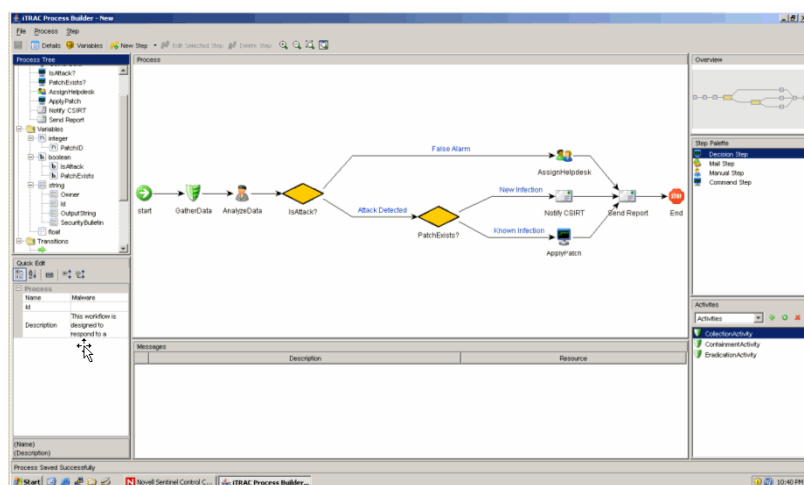 iTRAC Process Builder - New
File Process Step
Details Variables New Step Edit Selected Step Delete Step
Process Tree
IsAttack?
PatchExists?
AssignHelpdesk
ApplyPatch
Notify CSIRT
Send Report
Variables
integer
PatchID
boolean
IsAttack
PatchExists
string
Owner
Id
OutputString
SecurityBulletin
float
Transitions
Quick Edit
Process
Name Malware
Id
Description This workflow is
designed to
respond to a
(Name)
(Description)
Process
start
GatherData
AnalyzeData
IsAttack?
False Alarm
Attack Detected
PatchExists?
New Infection
Known Infection
AssignHelpdesk
Notify CSIRT
ApplyPatch
Send Report
End
Messages
Description Resource
Overview
Step Palette
Decision Step
Mail Step
Manual Step
Command Step
Activities
Activities
CollectionActivity
ContainmentActivity
EradicationActivity
Process Saved Successfully
Start Novell Sentinel Control C... iTRAC Process Builder... 10:40 PM